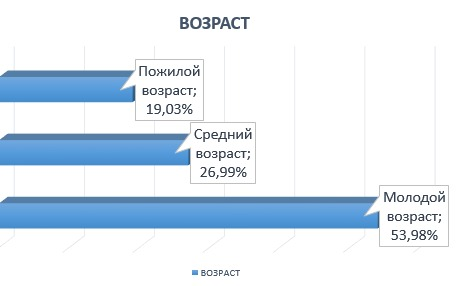 ВОЗРАСТ
Пожилой
возраст;
19,03%
Средний
возраст;
26,99%
Молодой
возраст;
53,98%
ВОЗРАСТ